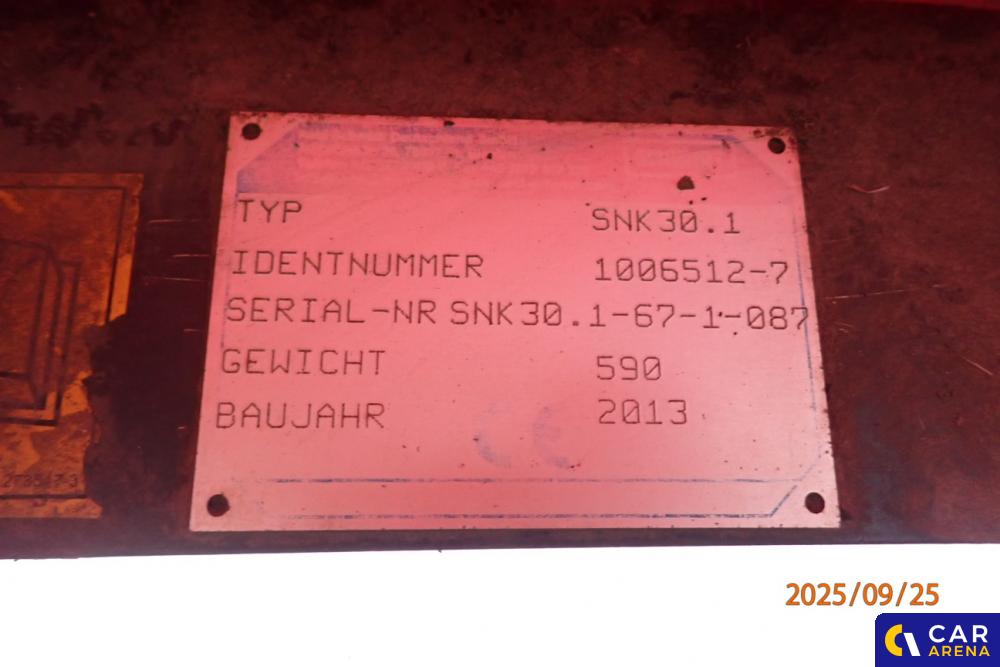 TYP SNK30.1
IDENTNUMMER 1006512-7
SERIAL-NR SNK30.1-67-1-087
GEWICHT 590
BAUJAHR 2013
CE
2025/09/25
CAR
ARENA